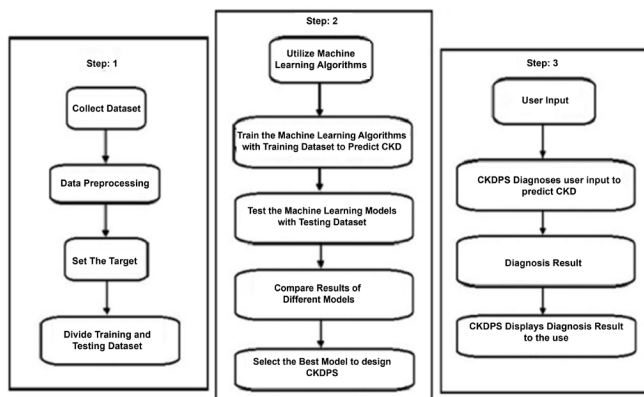 Step: 1
Collect Dataset
Data Preprocessing
Set The Target
Divide Training and
Testing Dataset
Step: 2
Utilize Machine
Learning Algorithms
Train the Machine Learning Algorithms
with Training Dataset to Predict CKD
Test the Machine Learning Models
with Testing Dataset
Compare Results of
Different Models
Select the Best Model to design
CKDPS
Step: 3
User Input
CKDPS Diagnoses user input to
predict CKD
Diagnosis Result
CKDPS Displays Diagnosis Result
to the use